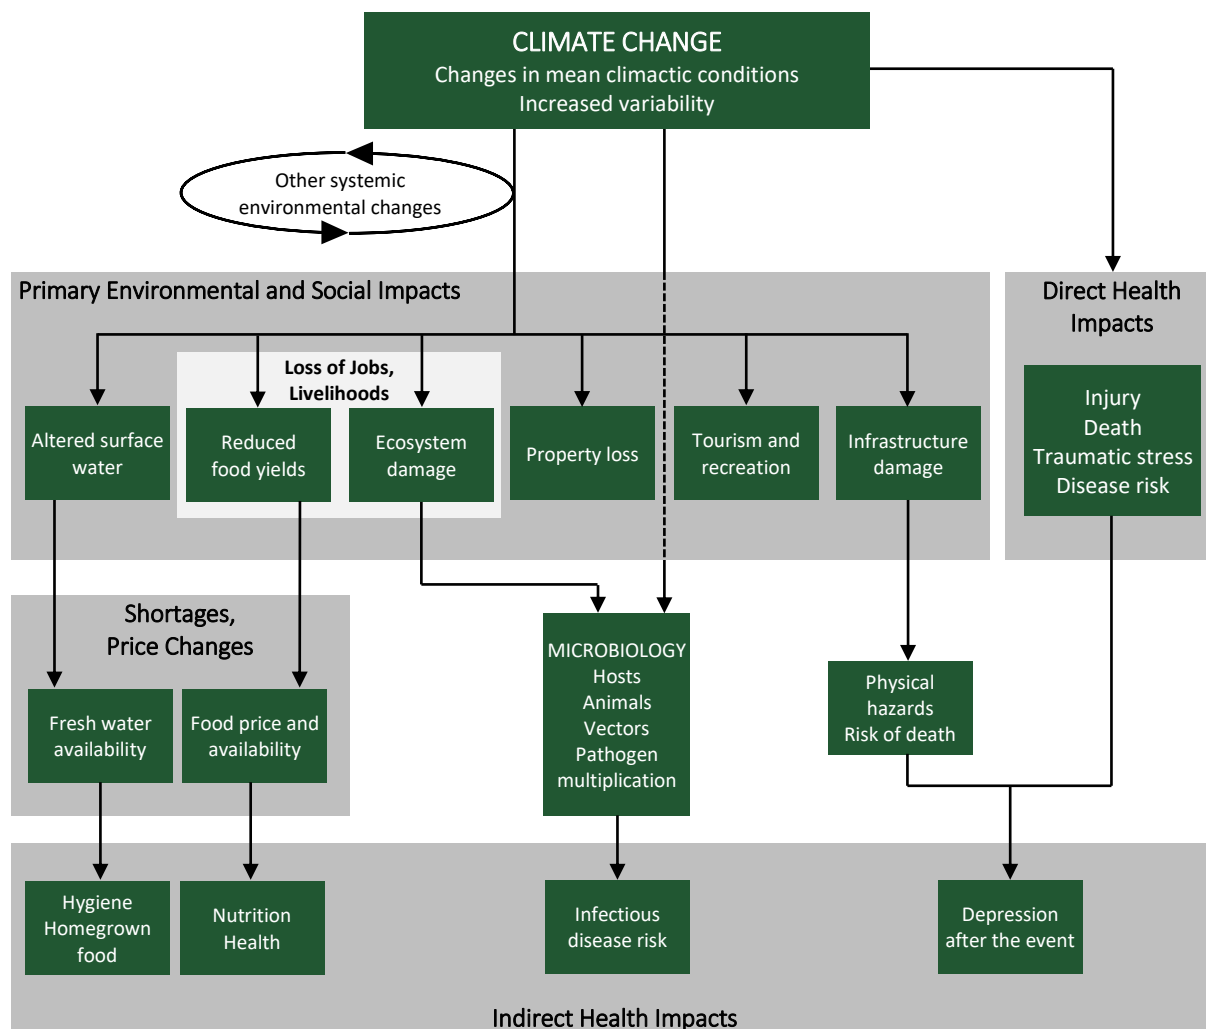 CLIMATE CHANGE
Changes in mean climactic conditions
Increased variability
Other systemic
environmental changes
Primary Environmental and Social Impacts
Direct Health
Impacts
Loss of Jobs,
Livelihoods
Altered surface
water
Reduced
food yields
Ecosystem
damage
Property loss
Tourism and
recreation
Infrastructure
damage
Injury
Death
Traumatic stress
Disease risk
Shortages,
Price Changes
Fresh water
availability
Food price and
availability
MICROBIOLOGY
Hosts
Animals
Vectors
Pathogen
multiplication
Physical
hazards
Risk of death
Hygiene
Homegrown
food
Nutrition
Health
Infectious
disease risk
Depression
after the event
Indirect Health Impacts